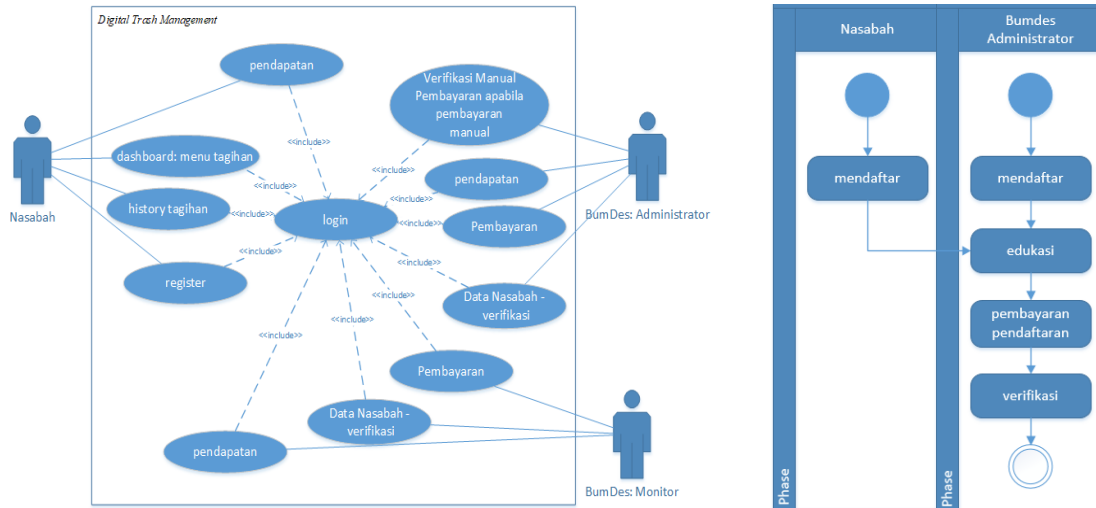 Digital Trash Management
pendapatan
Verifikasi Manual
Pembayaran apabila
pembayaran
manual
<<include>>
<<include>>
dashboard: menu tagihan
<<include>>
pendapatan
<<include>>
history tagihan
<<include>>
login
<<include>>
Pembayaran
Nasabah
BumDes: Administrator
<<include>>
<<include>>
register
<<include>>
Data Nasabah -
verifikasi
<<include>>
<<include>>
Pembayaran
Data Nasabah -
verifikasi
pendapatan
BumDes: Monitor
Nasabah
Bumdes
Administrator
mendaftar
mendaftar
edukasi
pembayaran
pendaftaran
verifikasi
Phase
Phase